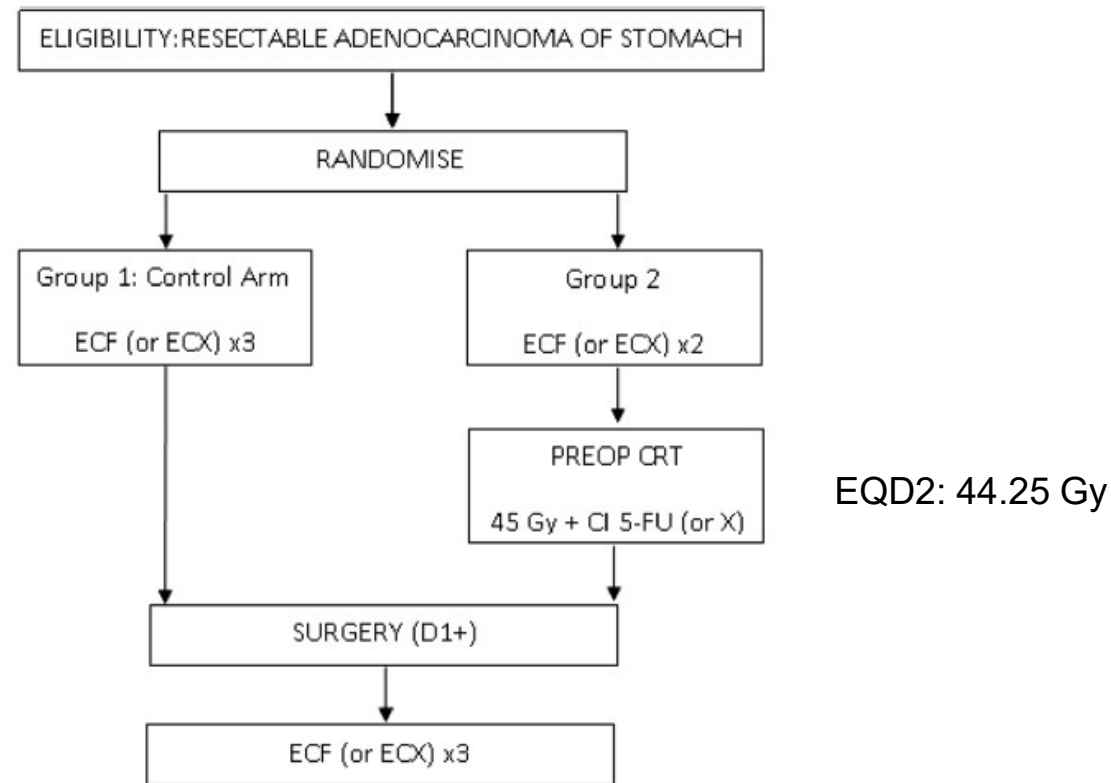 ELIGIBILITY:RESECTABLE ADENOCARCINOMA OF STOMACH
RANDOMISE
Group 1: Control Arm
ECF (or ECX) x3
Group 2
ECF (or ECX) x2
PREOP CRT
45 Gy + CI 5-FU (or X)
EQD2: 44.25 Gy
SURGERY (D1+)
ECF (or ECX) x3